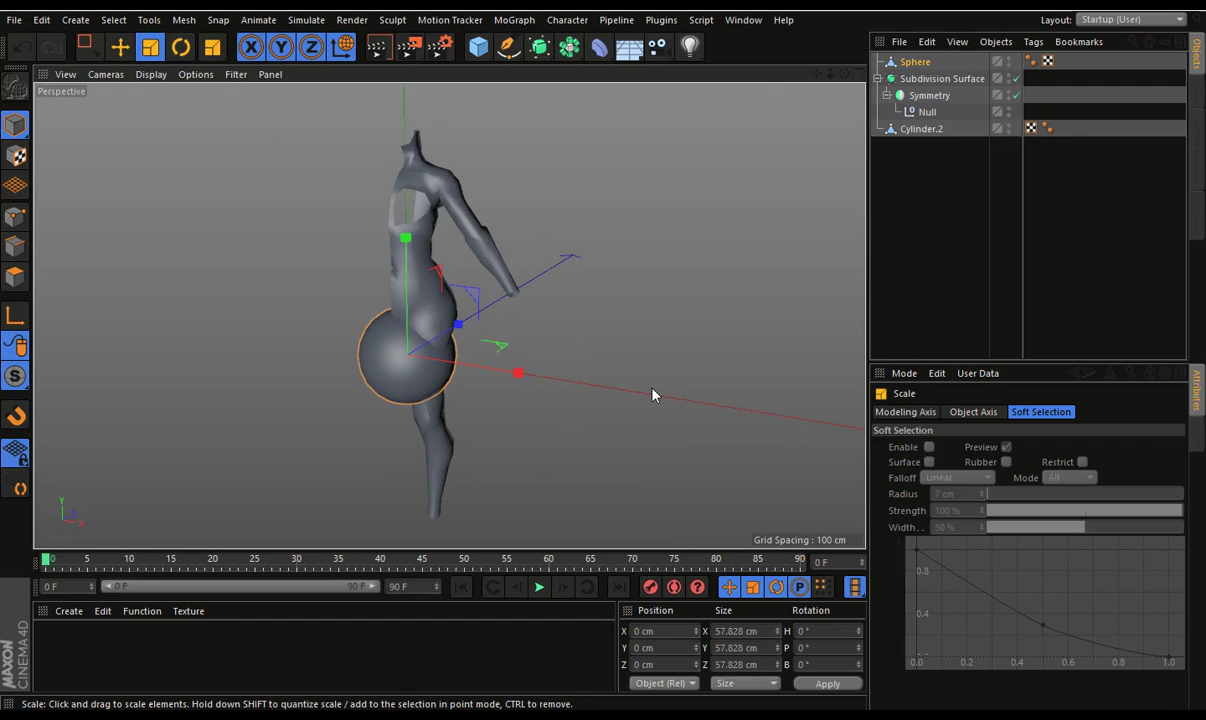 File Edit Create Select Tools Mesh Snap Animate Simulate Render Sculpt Motion Tracker MoGraph Character Pipeline Plugins Script Window Help Layout: Startup (User)
X Y Z
File Edit View Objects Tags Bookmarks
Objects
View Cameras Display Options Filter Panel
Perspective
Sphere
Subdivision Surface
Symmetry
Null
Cylinder.2
S
Mode Edit User Data
Attributes
Scale
Modeling Axis Object Axis Soft Selection
Soft Selection
Enable Preview
Surface Rubber Restrict
Falloff Linear Mode All
Radius 7 cm
Strength 100 %
Width . . 50 %
0.8
0.4
0.0 0.2 0.4 0.6 0.8 1.0
Y
X
Grid Spacing : 100 cm
0 5 10 15 20 25 30 35 40 45 50 55 60 65 70 75 80 85 90 0 F
0 F 0 F 90 F 90 F
P
Create Edit Function Texture
Position Size Rotation
X 0 cm X 57.828 cm H 0 °
Y 0 cm Y 57.828 cm P 0 °
Z 0 cm Z 57.828 cm B 0 °
Object (Rel) Size Apply
MAXON
CINEMA 4D
Scale: Click and drag to scale elements. Hold down SHIFT to quantize scale / add to the selection in point mode, CTRL to remove.